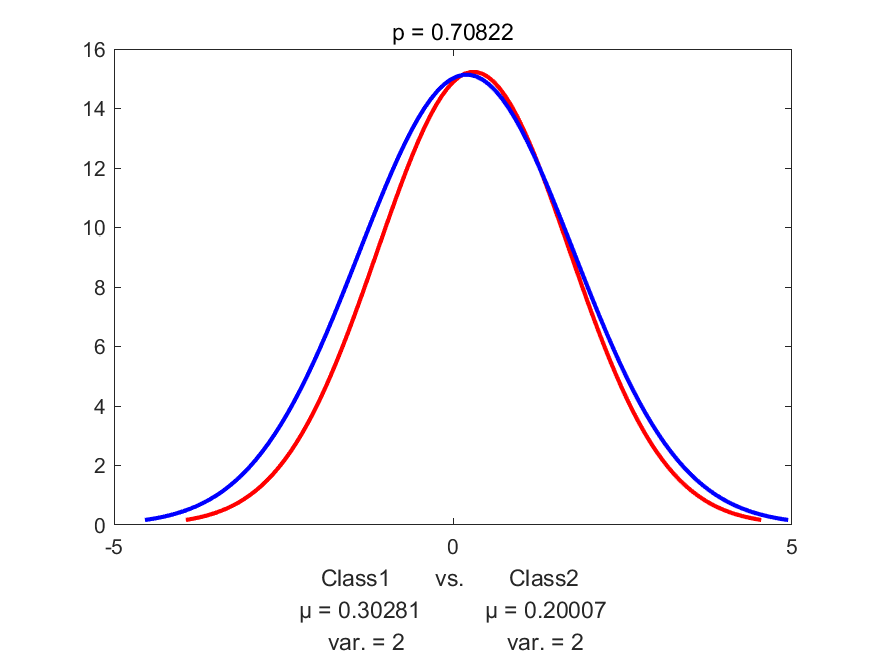 p = 0.70822
16
14
12
10
8
6
4
2
0
-5 0 5
Class1 vs. Class2
μ = 0.30281 μ = 0.20007
var. = 2 var. = 2